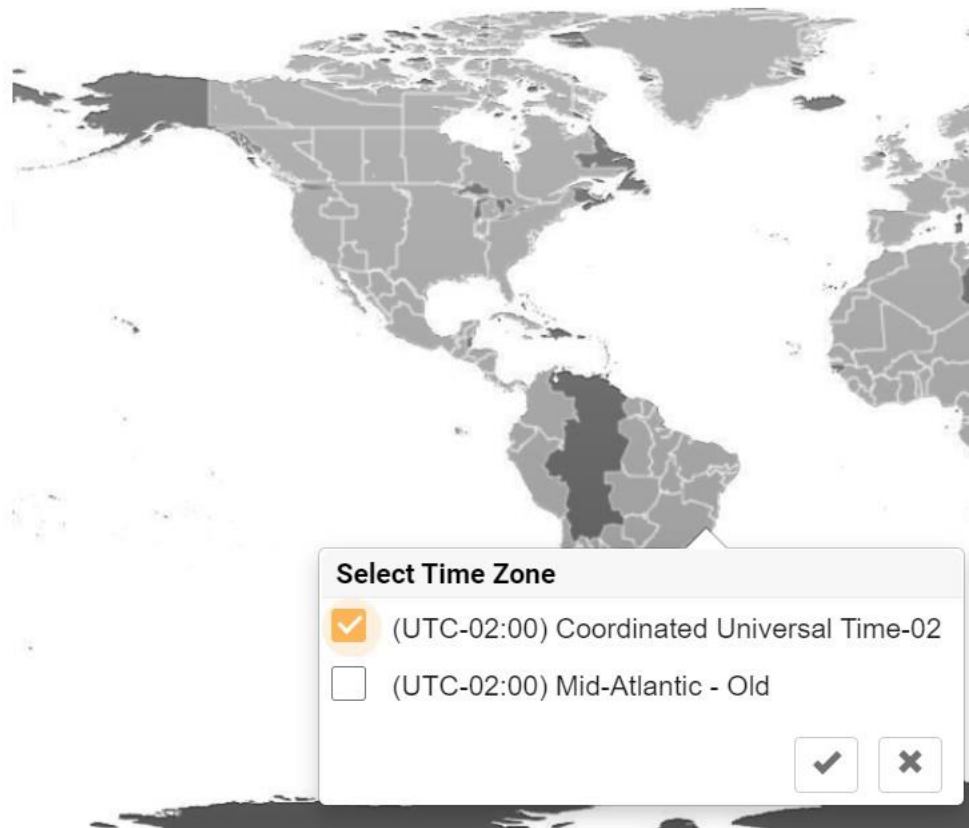 Select Time Zone
(UTC-02:00) Coordinated Universal Time-02
(UTC-02:00) Mid-Atlantic - Old